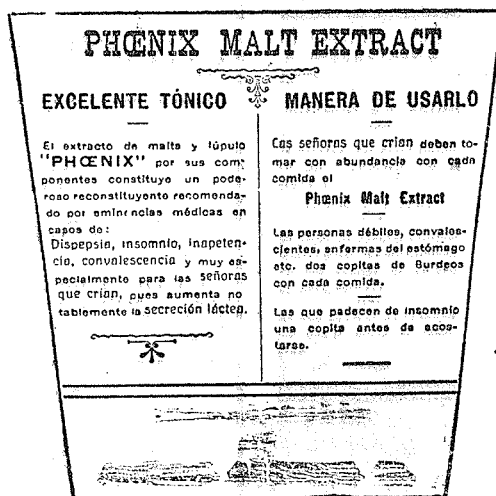 PHŒNIX MALT EXTRACT
EXCELENTE TÓNICO
El extracto de malta y lúpulo
"PHŒNIX" por sus com-
ponentes constituye un pode-
roso reconstituyente recomenda-
do por eminencias médicas en
casos de:
Dispepsia, insomnio, inapeten-
cia, convalescencia y muy es-
pecialmente para las señoras
que crían, pues aumenta no
tablemente la secreción láctea.
MANERA DE USARLO
Las señoras que crían deben to-
mar con abundancia con cada
comida el
Phœnix Malt Extract
Las personas débiles, convales-
cientes, enfermas del estómago
etc. dos copitas de Burdeos
con cada comida.
Las que padecen de insomnio
una copita antes de acos-
tarse.